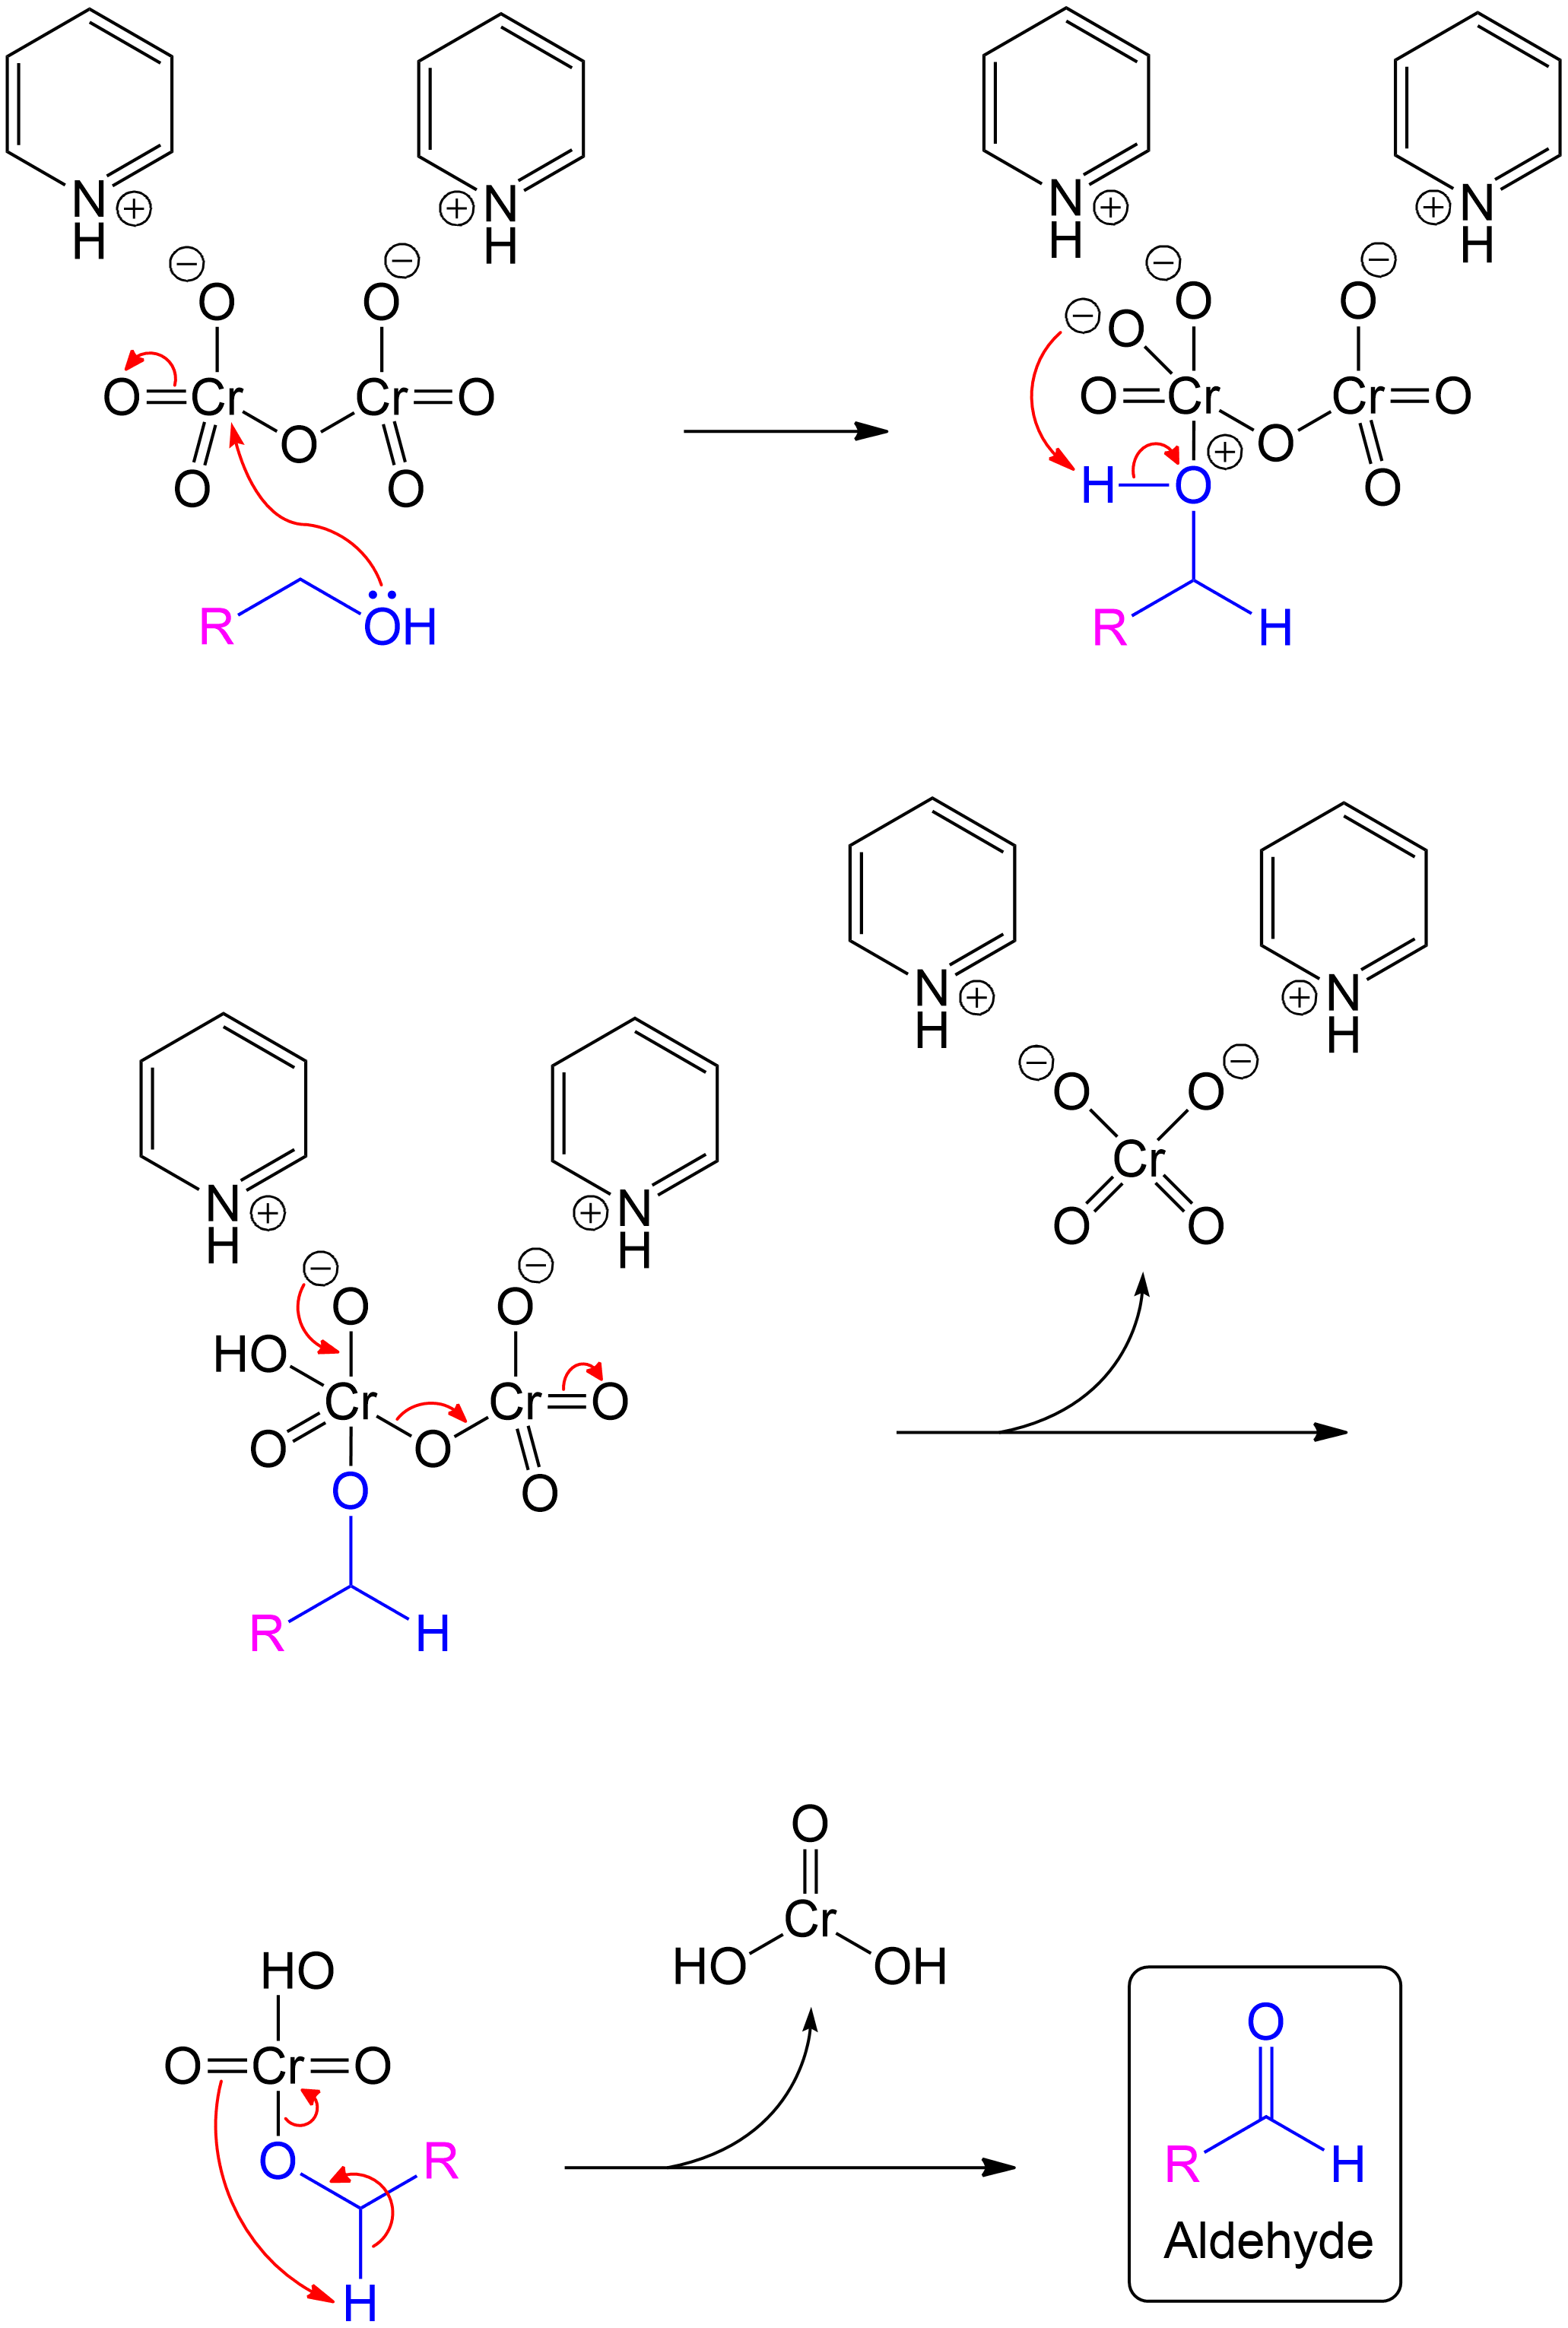 N ⊕ ⊕ N N ⊕ ⊕ N
H H H H
⊖ ⊖ ⊖ ⊖
O O O O
⊖ O
O Cr Cr O O Cr Cr O
O O ⊕
O O H O O
R OH R H
N ⊕ ⊕ N
H H
⊖ O O ⊖
Cr
O O
N ⊕ ⊕ N
H H
⊖ ⊖
O O
HO
Cr Cr O
O O
O O
R H
O
Cr
HO OH
HO
O Cr O
O R
H
O
R H
Aldehyde